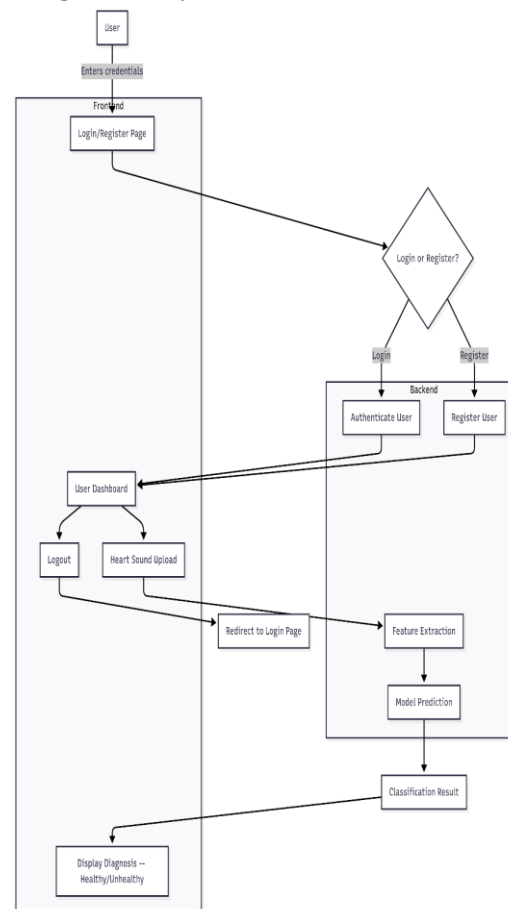 User
Enters credentials
Frontend
Login/Register Page
Login or Register?
Login
Register
Backend
Authenticate User
Register User
User Dashboard
Logout
Heart Sound Upload
Redirect to Login Page
Feature Extraction
Model Prediction
Classification Result
Display Diagnosis --
Healthy/Unhealthy